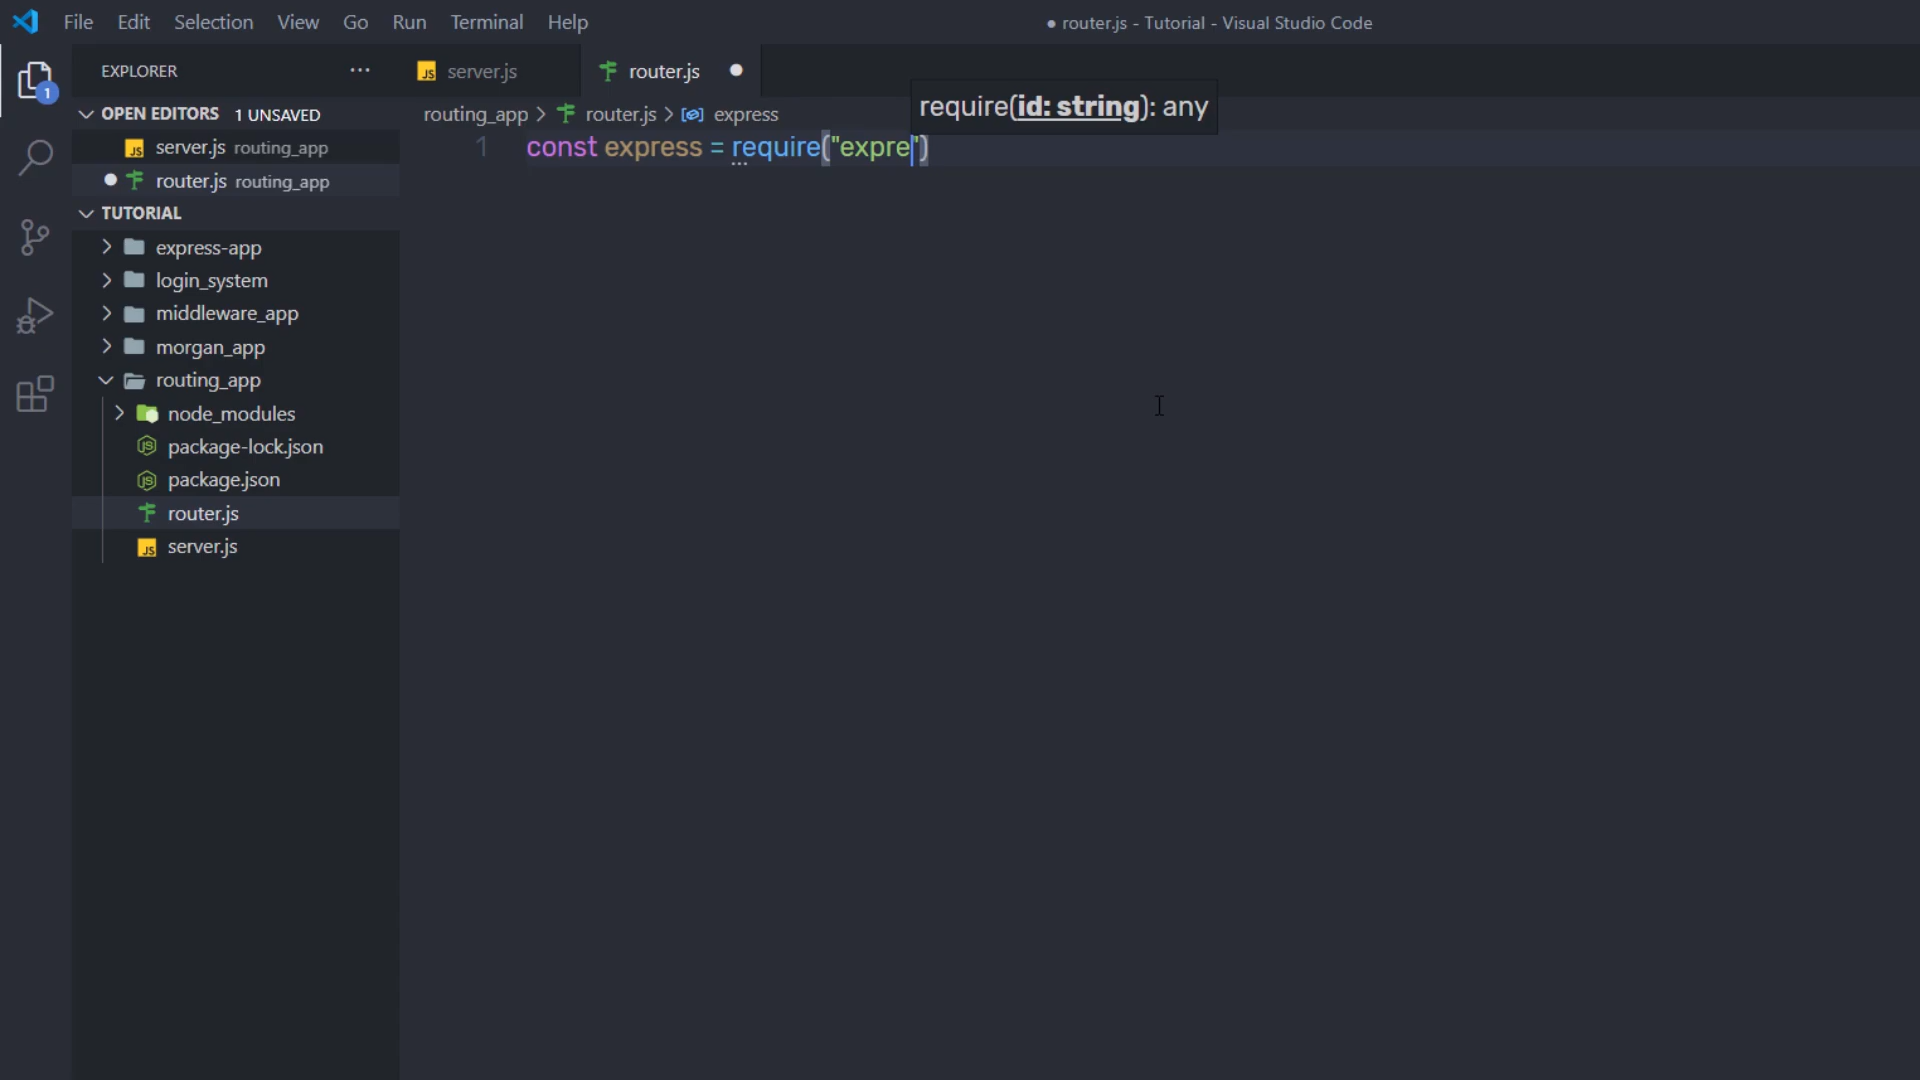 File Edit Selection View Go Run Terminal Help
● router.js - Tutorial - Visual Studio Code
1
EXPLORER ···
OPEN EDITORS 1 UNSAVED
server.js routing_app
router.js routing_app
TUTORIAL
express-app
login_system
middleware_app
morgan_app
routing_app
node_modules
package-lock.json
package.json
router.js
JS server.js
JS server.js
router.js
routing_app > router.js > express
require(id: string): any
1 const express = require("expre")